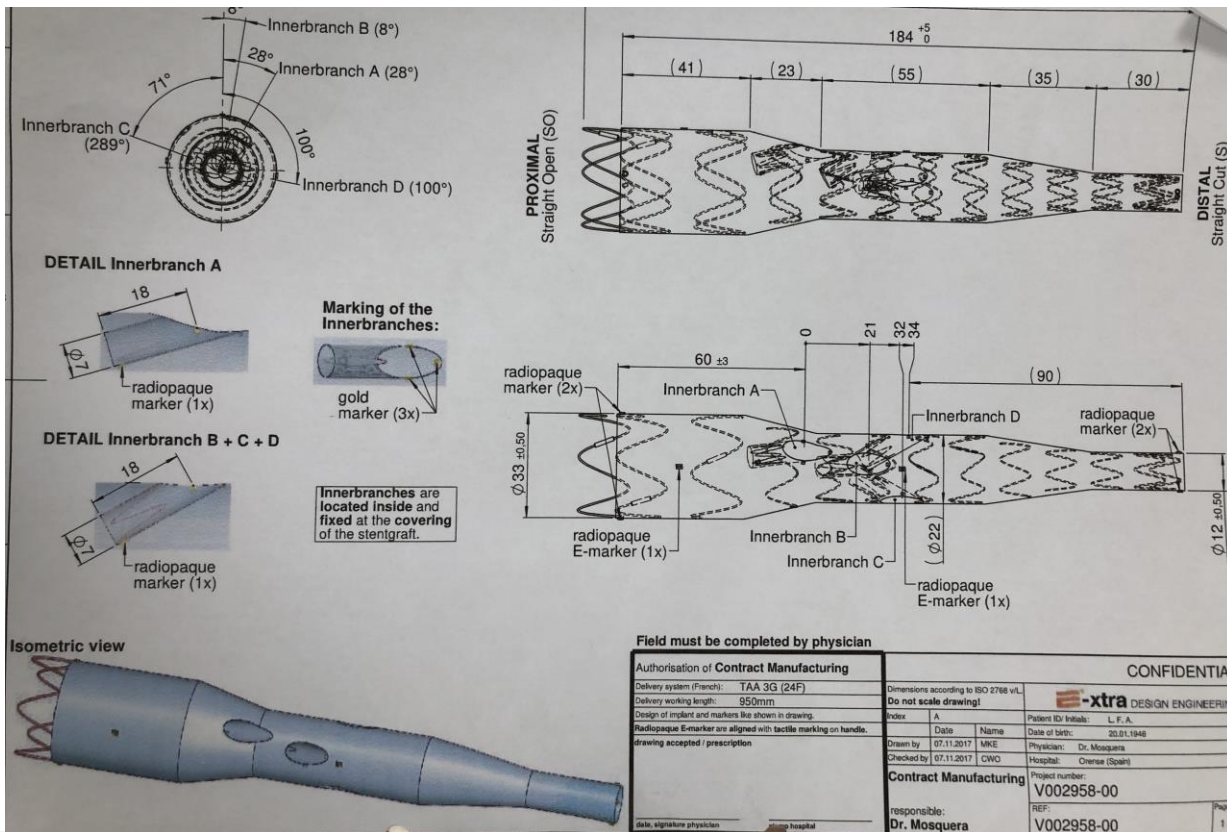 Innerbranch B (8°)
28°
Innerbranch A (28°)
71°
Innerbranch C
(289°)
100°
Innerbranch D (100°)
184 +5 0
(41)
(23)
(55)
(35)
(30)
PROXIMAL
Straight Open (SO)
DISTAL
Straight Cut (S)
DETAIL Innerbranch A
18
Ø7
radiopaque
marker (1x)
Marking of the
Innerbranches:
gold
marker (3x)
DETAIL Innerbranch B + C + D
18
Ø7
radiopaque
marker (1x)
Innerbranches are
located inside and
fixed at the covering
of the stentgraft.
0
21
32
34
60 ±3
(90)
radiopaque
marker (2x)
Innerbranch A
Innerbranch D
radiopaque
marker (2x)
Ø33 ±0,50
(Ø22)
Ø12 ±0,50
radiopaque
E-marker (1x)
Innerbranch B
Innerbranch C
radiopaque
E-marker (1x)
Isometric view
Field must be completed by physician
Authorisation of Contract Manufacturing
Delivery system (French): TAA 3G (24F)
Delivery working length: 950mm
Design of implant and markers like shown in drawing.
Radiopaque E-marker are aligned with tactile marking on handle.
drawing accepted / prescription
date, signature physician
hospital
Dimensions according to ISO 2768 v/L.
Do not scale drawing!
Index A
Date Name
Drawn by 07.11.2017 MKE
Checked by 07.11.2017 CWO
Contract Manufacturing
responsible:
Dr. Mosquera
CONFIDENTIA
E-xtra DESIGN ENGINEERIN
Patient ID/ Initials: L. F. A.
Date of birth: 20.01.1948
Physician: Dr. Mosquera
Hospital: Orense (Spain)
Project number:
V002958-00
REF:
V002958-00
1